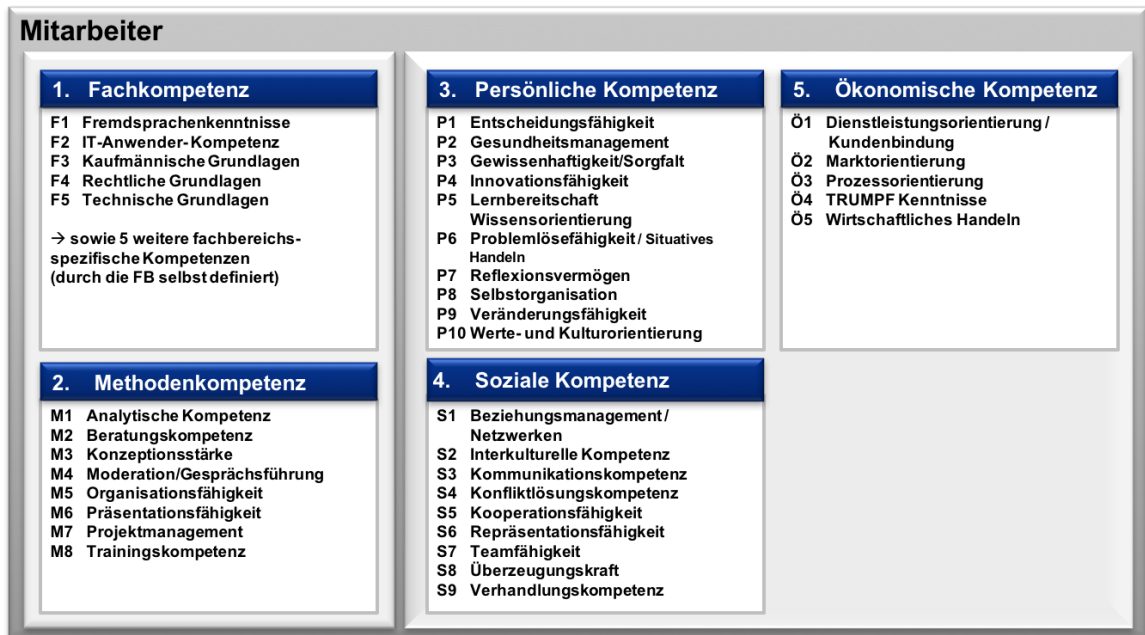 Mitarbeiter
1. Fachkompetenz
F1 Fremdsprachenkenntnisse
F2 IT-Anwender-Kompetenz
F3 Kaufmännische Grundlagen
F4 Rechtliche Grundlagen
F5 Technische Grundlagen
→ sowie 5 weitere fachbereichs-
spezifische Kompetenzen
(durch die FB selbst definiert)
2. Methodenkompetenz
M1 Analytische Kompetenz
M2 Beratungskompetenz
M3 Konzeptionsstärke
M4 Moderation/Gesprächsführung
M5 Organisationsfähigkeit
M6 Präsentationsfähigkeit
M7 Projektmanagement
M8 Trainingskompetenz
3. Persönliche Kompetenz
P1 Entscheidungsfähigkeit
P2 Gesundheitsmanagement
P3 Gewissenhaftigkeit/Sorgfalt
P4 Innovationsfähigkeit
P5 Lernbereitschaft
Wissensorientierung
P6 Problemlösefähigkeit / Situatives
Handeln
P7 Reflexionsvermögen
P8 Selbstorganisation
P9 Veränderungsfähigkeit
P10 Werte- und Kulturorientierung
4. Soziale Kompetenz
S1 Beziehungsmanagement /
Netzwerken
S2 Interkulturelle Kompetenz
S3 Kommunikationskompetenz
S4 Konfliktlösungskompetenz
S5 Kooperationsfähigkeit
S6 Repräsentationsfähigkeit
S7 Teamfähigkeit
S8 Überzeugungskraft
S9 Verhandlungskompetenz
5. Ökonomische Kompetenz
Ö1 Dienstleistungsorientierung /
Kundenbindung
Ö2 Marktorientierung
Ö3 Prozessorientierung
Ö4 TRUMPF Kenntnisse
Ö5 Wirtschaftliches Handeln